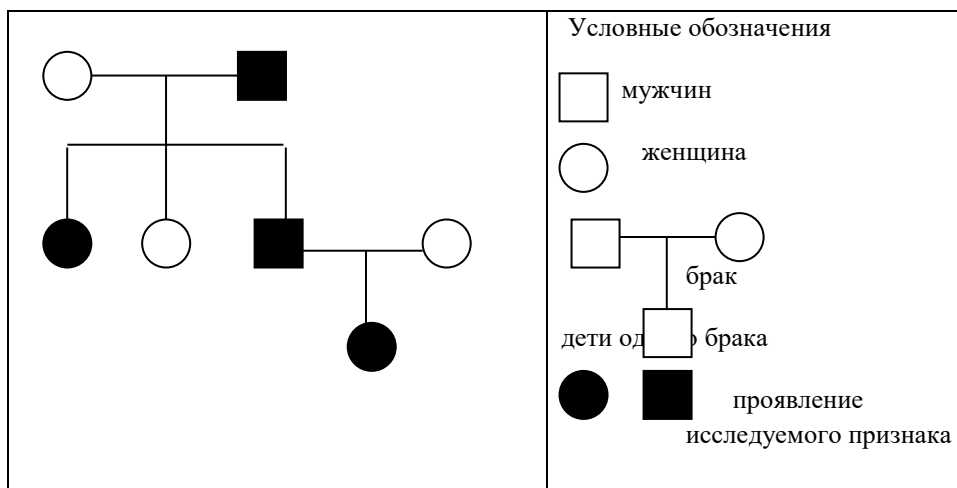 Условные обозначения
мужчин
женщина
брак
дети од о брака
проявление
исследуемого признака